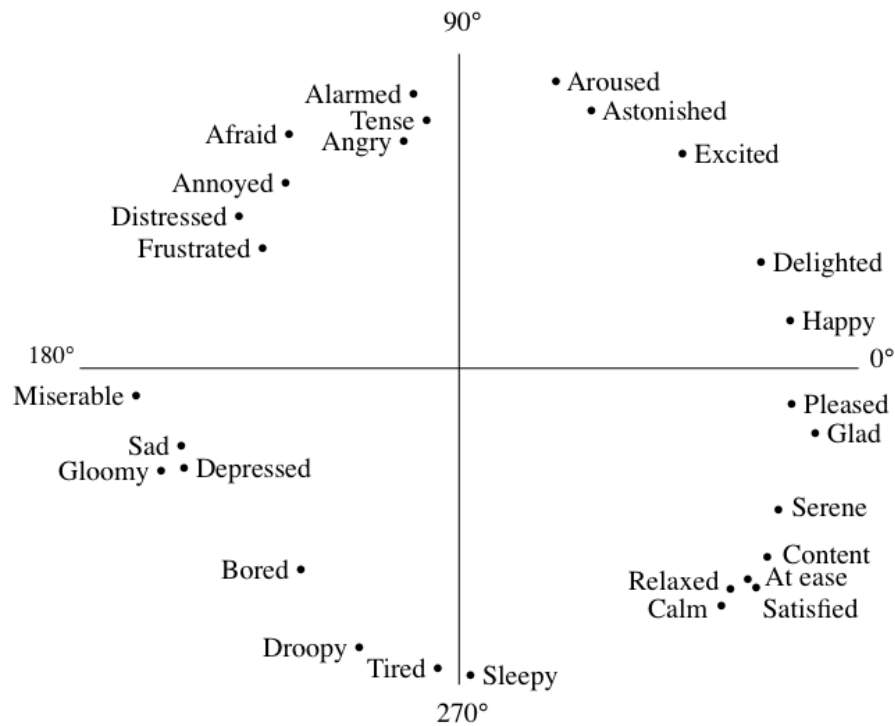 90°
Aroused
Alarmed
Astonished
Tense
Afraid
Angry
Excited
Annoyed
Distressed
Frustrated
Delighted
Happy
180°
0°
Miserable
Pleased
Glad
Sad
Gloomy
Depressed
Serene
Content
Bored
Relaxed
At ease
Calm
Satisfied
Droopy
Tired
Sleepy
270°